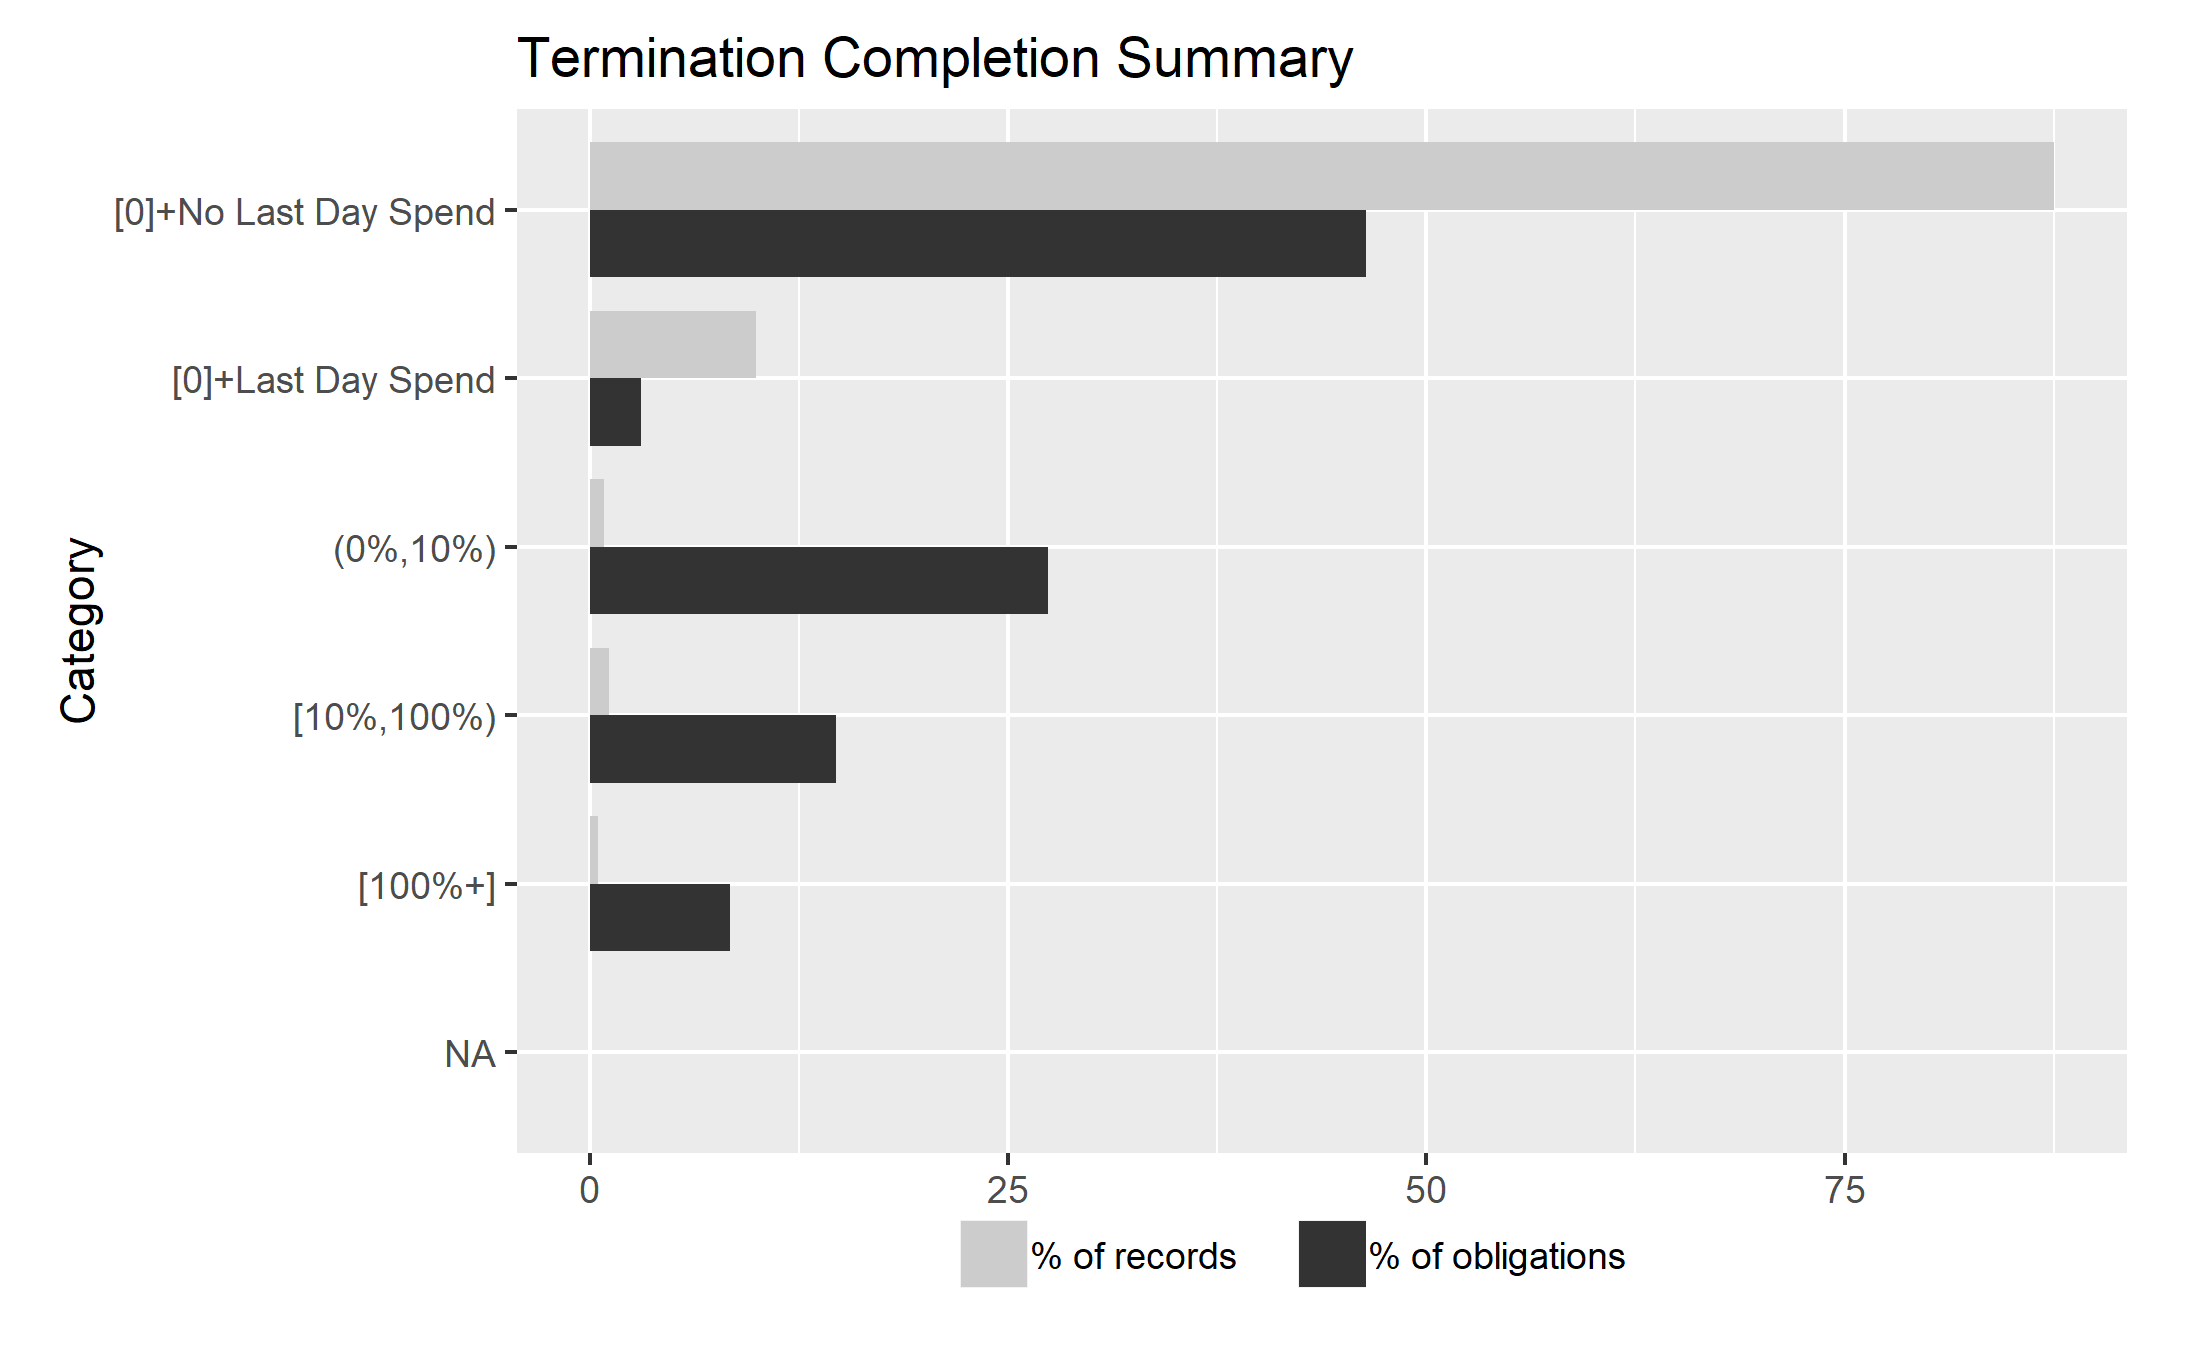 Termination Completion Summary
[0]+No Last Day Spend
[0]+Last Day Spend
(0%,10%)
[10%,100%)
[100%+]
NA
Category
0 25 50 75
% of records % of obligations